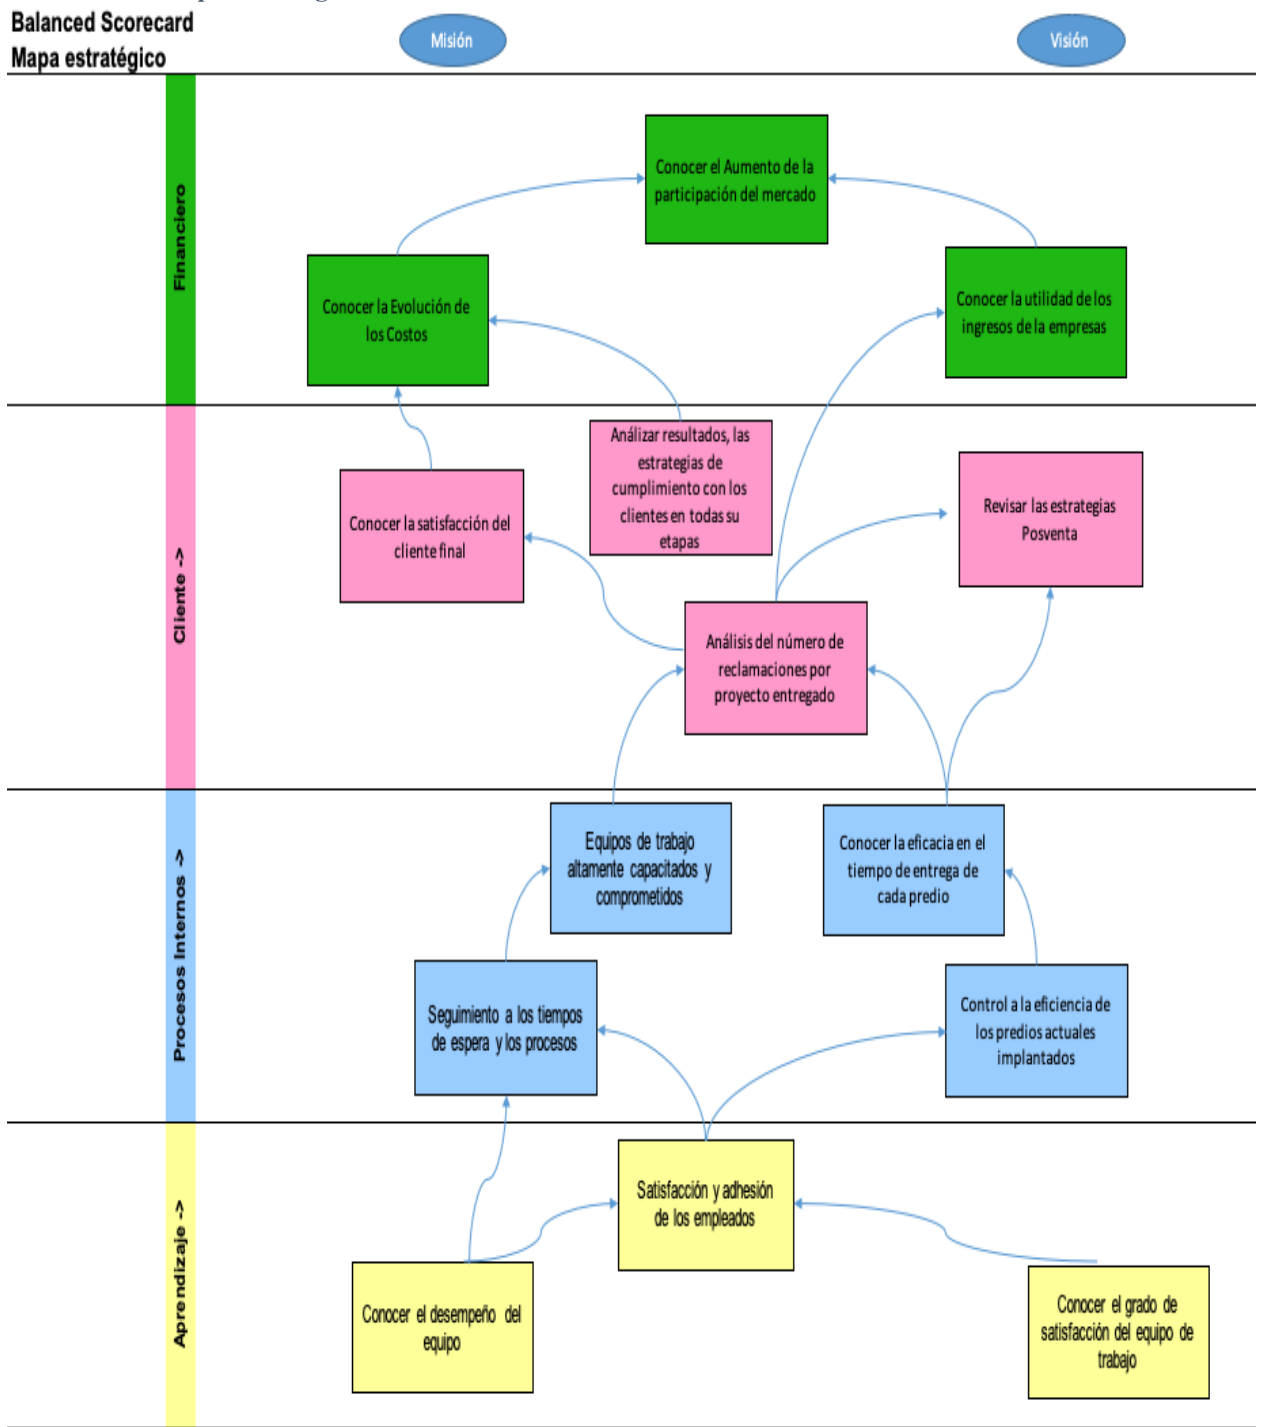 Balanced Scorecard
Mapa estratégico
Misión
Visión
Financiero
Conocer el Aumento de la
participación del mercado
Conocer la Evolución de
los Costos
Conocer la utilidad de los
ingresos de la empresas
Cliente ->
Análizar resultados, las
estrategias de
cumplimiento con los
clientes en todas su
etapas
Conocer la satisfacción del
cliente final
Revisar las estrategias
Posventa
Análisis del número de
reclamaciones por
proyecto entregado
Procesos Internos ->
Equipos de trabajo
altamente capacitados y
comprometidos
Conocer la eficacia en el
tiempo de entrega de
cada predio
Seguimiento a los tiempos
de espera y los procesos
Control a la eficiencia de
los predios actuales
implantados
Aprendizaje ->
Satisfacción y adhesión
de los empleados
Conocer el desempeño del
equipo
Conocer el grado de
satisfacción del equipo de
trabajo